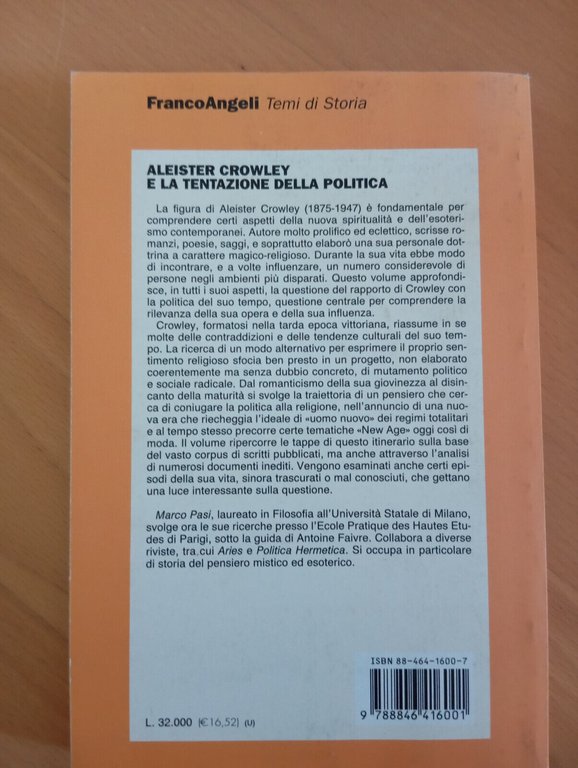 FrancoAngeli Temi di Storia
ALEISTER CROWLEY
E LA TENTAZIONE DELLA POLITICA
La figura di Aleister Crowley (1875-1947) è fondamentale per
comprendere certi aspetti della nuova spiritualità e dell'esoteri-
smo contemporanei. Autore molto prolifico ed eclettico, scrisse ro-
manzi, poesie, saggi, e soprattutto elaborò una sua personale dot-
trina a carattere magico-religioso. Durante la sua vita ebbe modo
di incontrare, e a volte influenzare, un numero considerevole di
persone negli ambienti più disparati. Questo volume approfondi-
sce, in tutti i suoi aspetti, la questione del rapporto di Crowley con
la politica del suo tempo, questione centrale per comprendere la
rilevanza della sua opera e della sua influenza.
Crowley, formatosi nella tarda epoca vittoriana, riassume in se
molte delle contraddizioni e delle tendenze culturali del suo tem-
po. La ricerca di un modo alternativo per esprimere il proprio sen-
timento religioso sfocia ben presto in un progetto, non elaborato
coerentemente ma senza dubbio concreto, di mutamento politico
e sociale radicale. Dal romanticismo della sua giovinezza al disin-
canto della maturità si svolge la traiettoria di un pensiero che cer-
ca di coniugare la politica alla religione, nell'annuncio di una nuo-
va era che riecheggia l'ideale di «uomo nuovo» dei regimi totalitari
e al tempo stesso precorre certe tematiche «New Age» oggi così di
moda. Il volume ripercorre le tappe di questo itinerario sulla base
del vasto corpus di scritti pubblicati, ma anche attraverso l'analisi
di numerosi documenti inediti. Vengono esaminati anche certi epi-
sodi della sua vita, sinora trascurati o mal conosciuti, che gettano
una luce interessante sulla questione.
Marco Pasi, laureato in Filosofia all'Università Statale di Milano,
svolge ora le sue ricerche presso l'Ecole Pratique des Hautes Etu-
des di Parigi, sotto la guida di Antoine Faivre. Collabora a diverse
riviste, tra cui Aries e Politica Hermetica. Si occupa in particolare
di storia del pensiero mistico ed esoterico.
ISBN 88-464-1600-7
9 788846 416001
L. 32.000 [€16,52] (U)